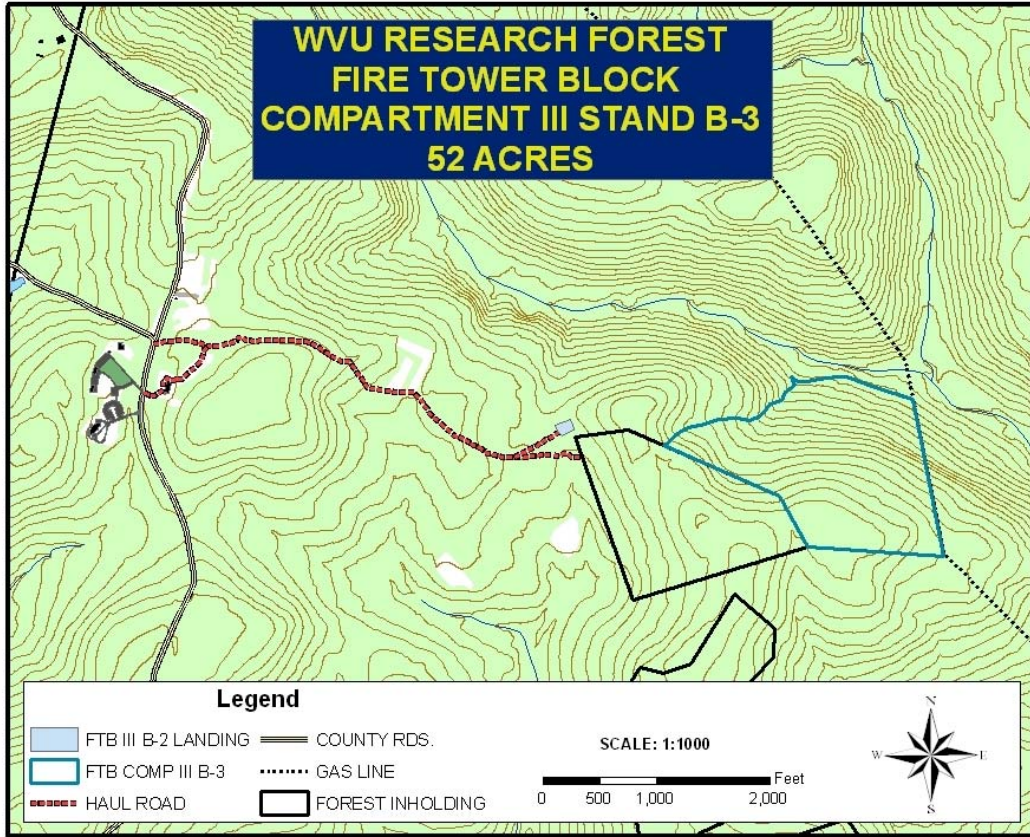 WVU RESEARCH FOREST
FIRE TOWER BLOCK
COMPARTMENT III STAND B-3
52 ACRES
Legend
FTB III B-2 LANDING
FTB COMP III B-3
HAUL ROAD
COUNTY RDS.
GAS LINE
FOREST INHOLDING
SCALE: 1:1000
Feet
0 500 1,000 2,000
N
W E
S